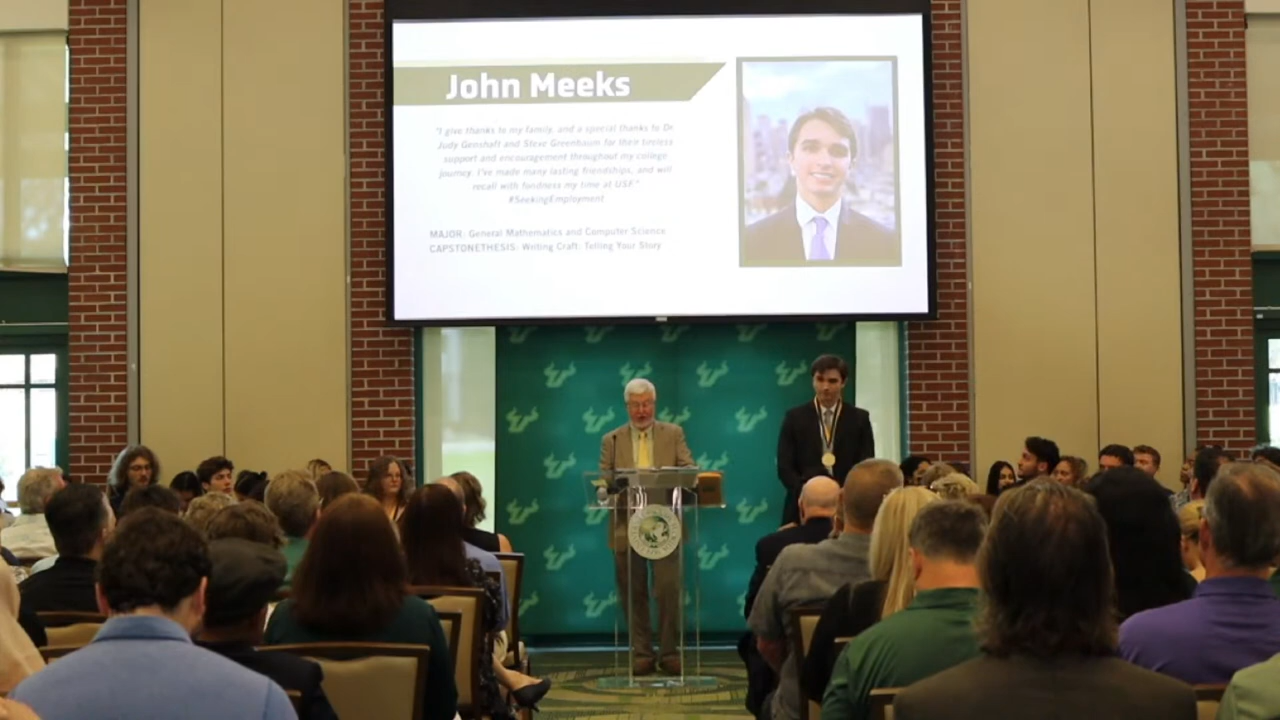 John Meeks
"I give thanks to my family, and a special thanks to Dr.
Judy Genshaft and Steve Greenbaum for their tireless
support and encouragement throughout my college
journey. I've made many lasting friendships, and will
recall with fondness my time at USF."
#SeekingEmployment
MAJOR: General Mathematics and Computer Science
CAPSTONETHESIS: Writing Craft: Telling Your Story